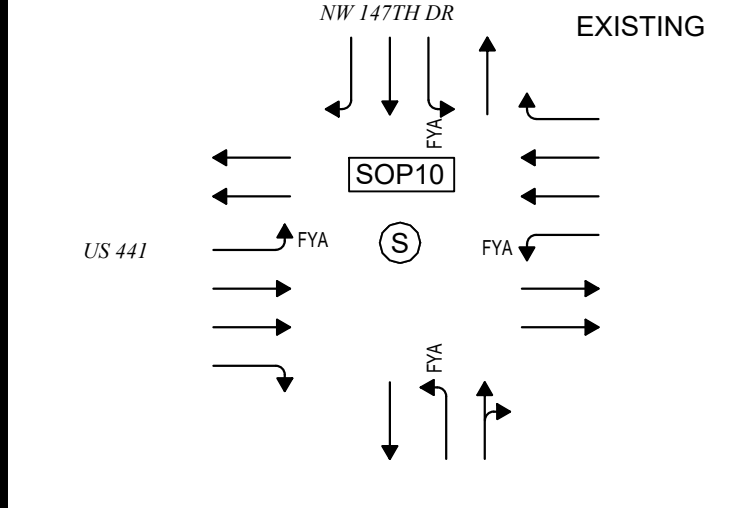 NW 147TH DR
EXISTING
FYA
SOP10
US 441
FYA
S
FYA
FYA